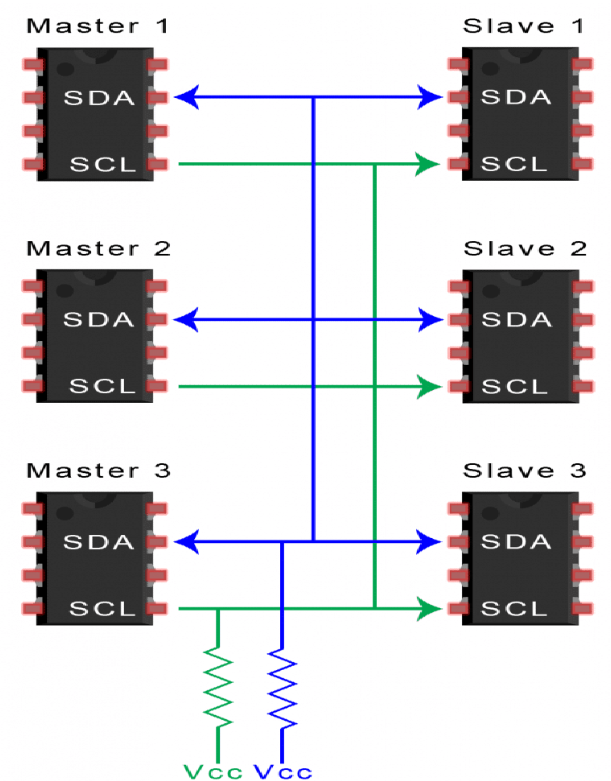 Master 1
Slave 1
SDA
SDA
SCL
SCL
Master 2
Slave 2
SDA
SDA
SCL
SCL
Master 3
Slave 3
SDA
SDA
SCL
SCL
Vcc
Vcc